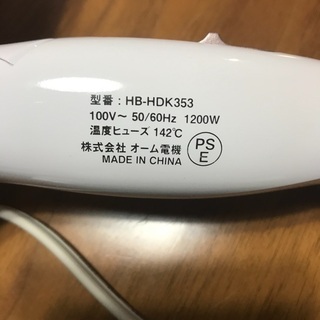 型番：HB-HDK353
100V～ 50/60Hz 1200W
温度ヒューズ 142℃
株式会社 オーム電機
MADE IN CHINA
PS
E